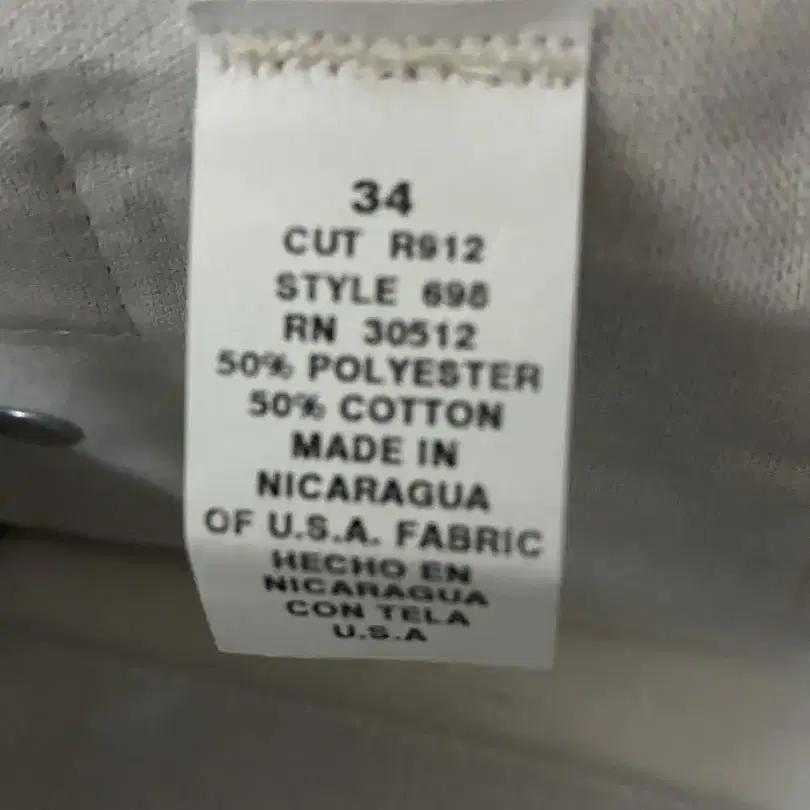 34
CUT R912
STYLE 698
RN 30512
50% POLYESTER
50% COTTON
MADE IN
NICARAGUA
OF U.S.A. FABRIC
HECHO EN
NICARAGUA
CON TELA
U.S.A